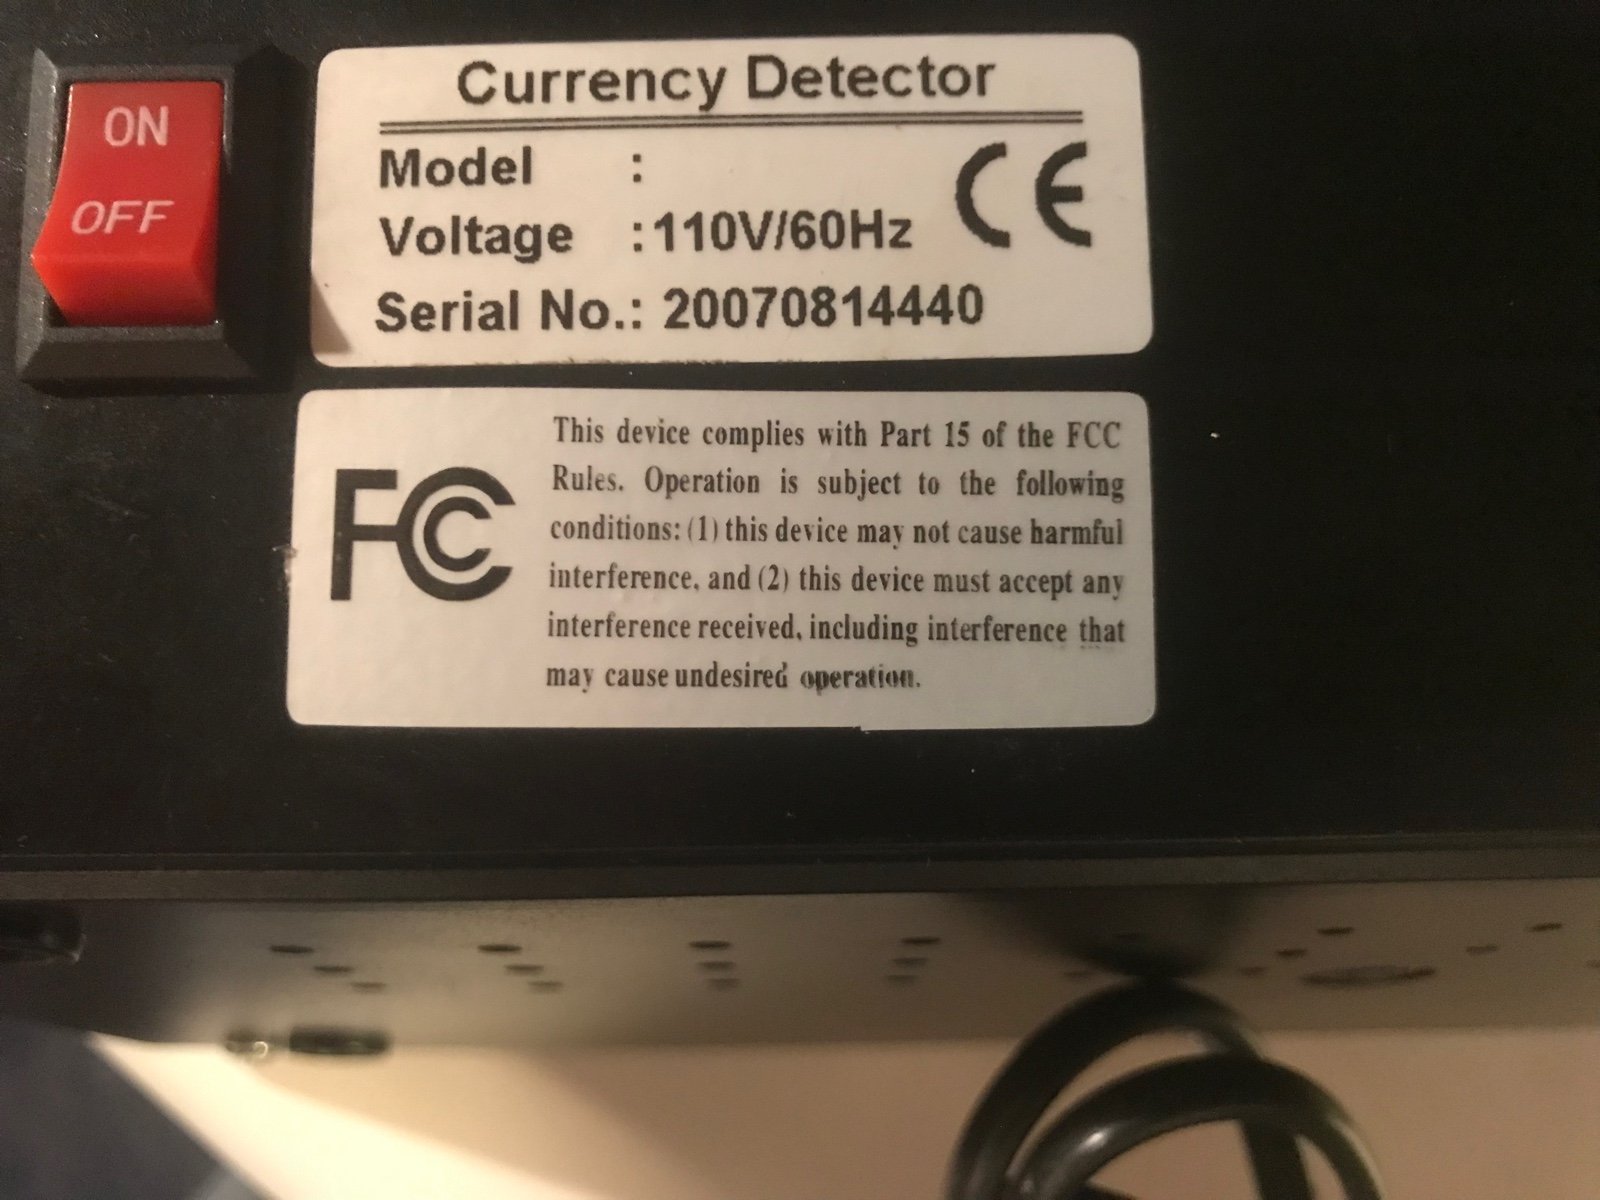 ON
OFF
Currency Detector
Model :
Voltage :110V/60Hz
CE
Serial No.: 20070814440
FCC
This device complies with Part 15 of the FCC
Rules. Operation is subject to the following
conditions: (1) this device may not cause harmful
interference, and (2) this device must accept any
interference received, including interference that
may cause undesired operation.